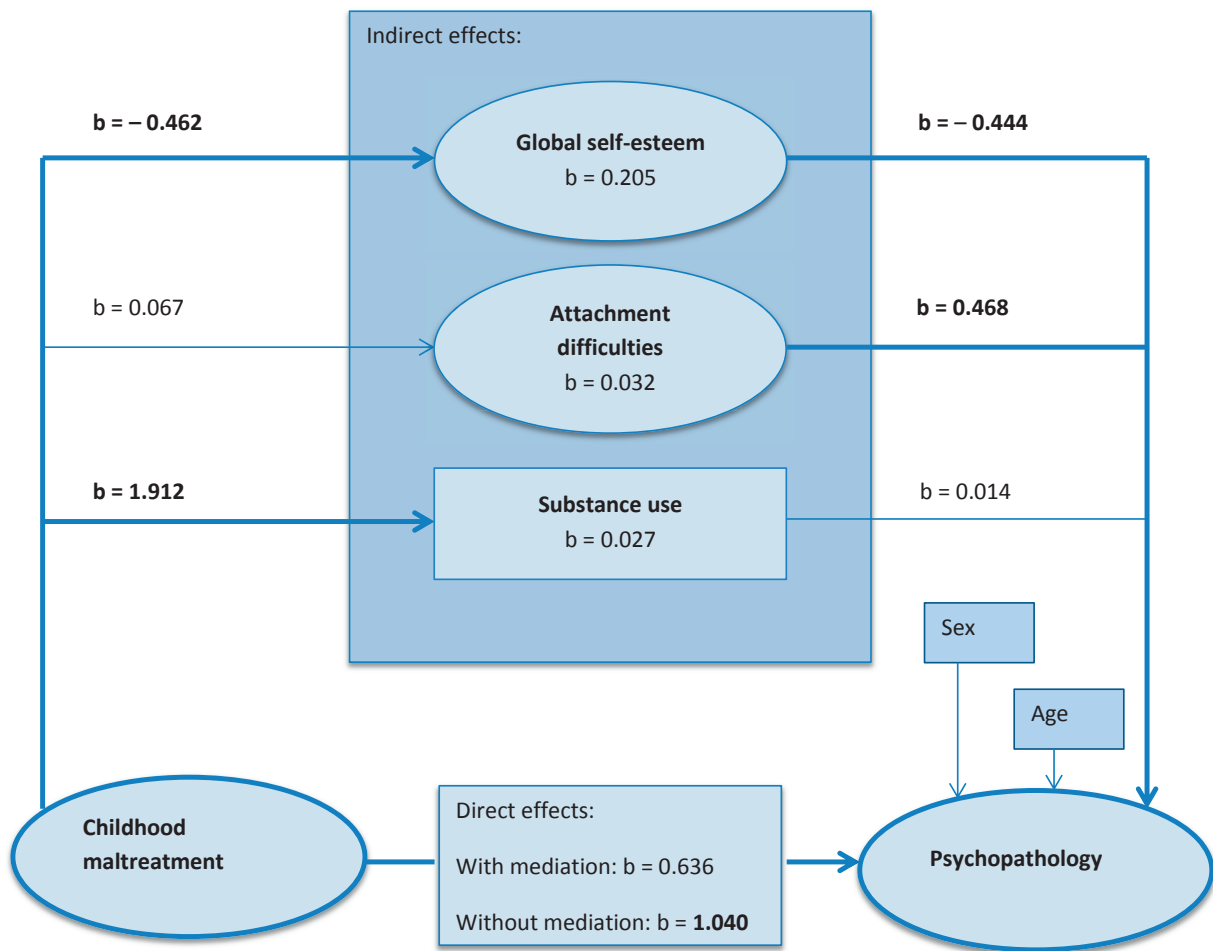 Indirect effects:
b = – 0.462
Global self-esteem
b = 0.205
b = – 0.444
b = 0.067
Attachment
difficulties
b = 0.032
b = 0.468
b = 1.912
Substance use
b = 0.027
b = 0.014
Sex
Age
Childhood
maltreatment
Direct effects:
With mediation: b = 0.636
Without mediation: b = 1.040
Psychopathology